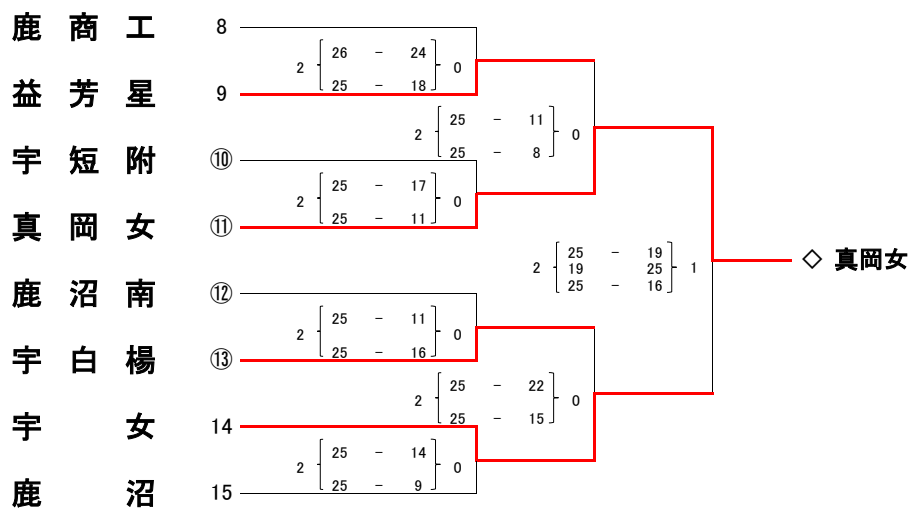 鹿商工 8
2 26 − 24 0
25 − 18
益芳星 9
2 25 − 11 0
25 − 8
宇短附 ⑩
2 25 − 17 0
25 − 11
真岡女 ⑪
2 25 − 19 1
19 25
25 − 16
◇ 真岡女
鹿沼南 ⑫
2 25 − 11 0
25 − 16
宇白楊 ⑬
2 25 − 22 0
25 − 15
宇女 14
2 25 − 14 0
25 − 9
鹿沼 15